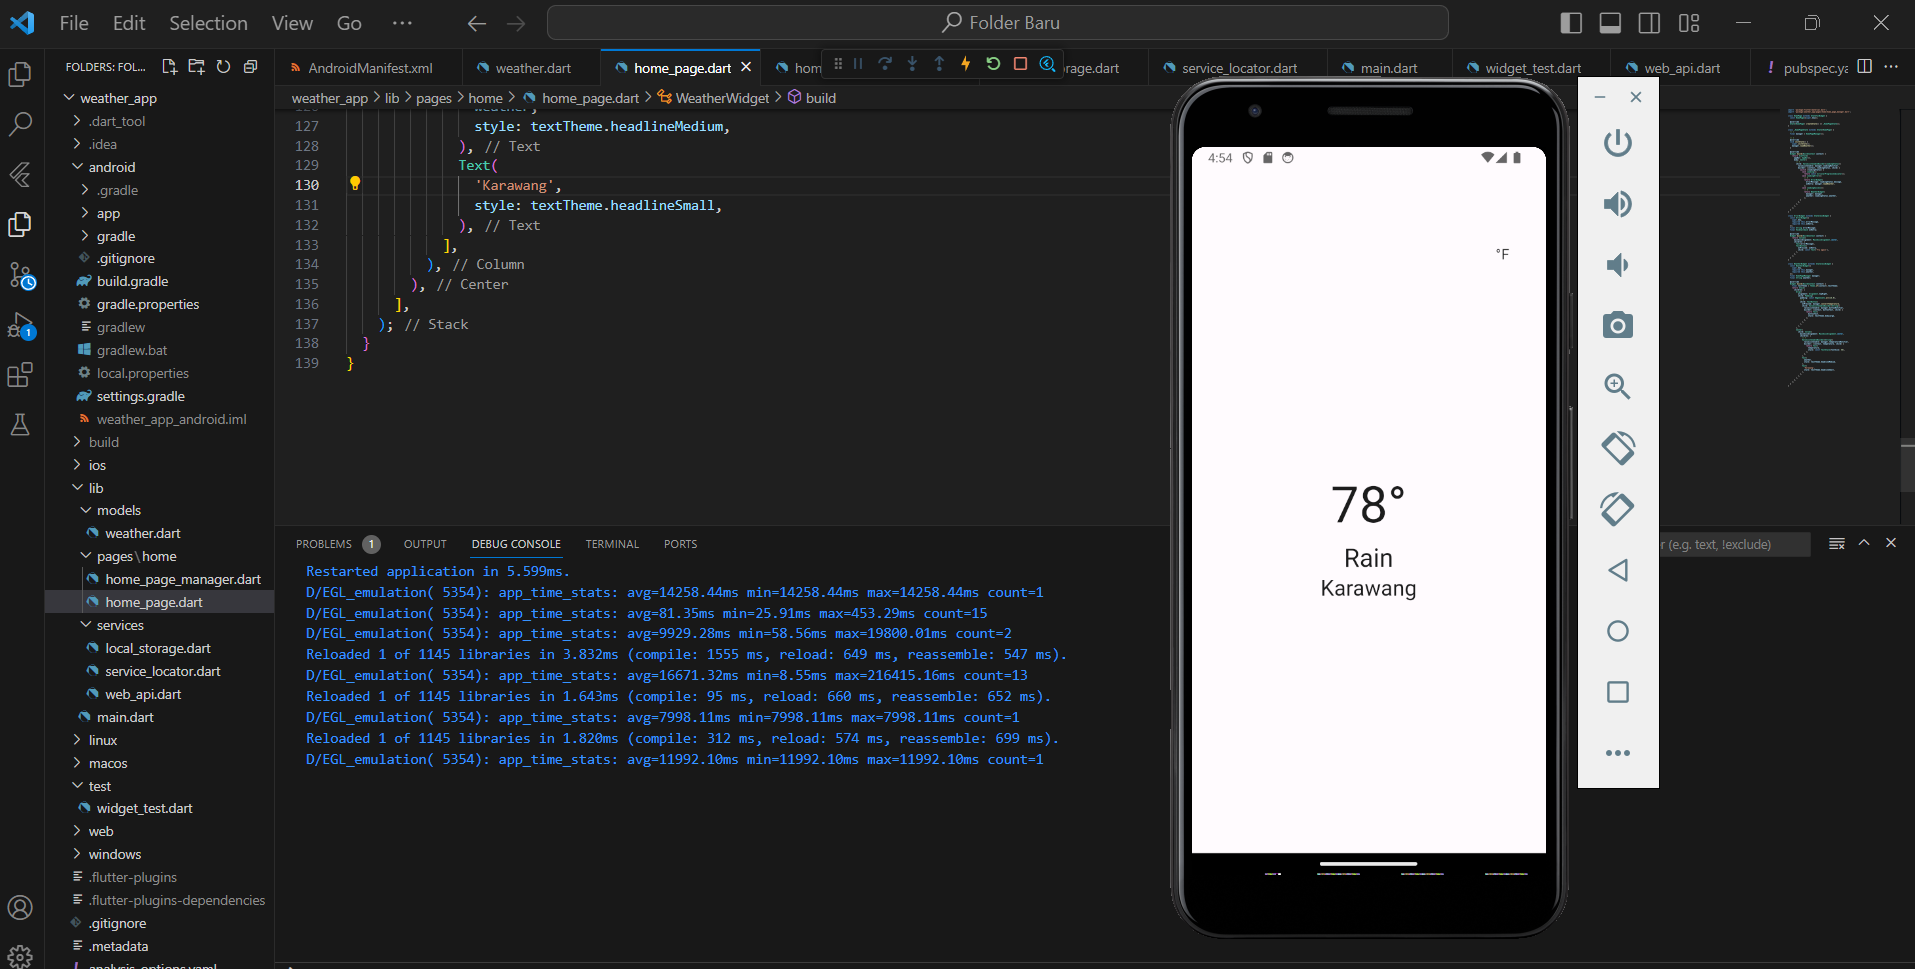 File Edit Selection View Go ··· Folder Baru
FOLDERS: FOL...
weather_app
.dart_tool
.idea
android
.gradle
app
gradle
.gitignore
build.gradle
gradle.properties
gradlew
gradlew.bat
local.properties
settings.gradle
weather_app_android.iml
build
ios
lib
models
weather.dart
pages\home
home_page_manager.dart
home_page.dart
services
local_storage.dart
service_locator.dart
web_api.dart
main.dart
linux
macos
test
widget_test.dart
web
windows
.flutter-plugins
.flutter-plugins-dependencies
.gitignore
.metadata
analysis_options.yaml
1
AndroidManifest.xml weather.dart home_page.dart hom rage.dart service_locator.dart main.dart widget_test.dart web_api.dart ! pubspec.ya ···
weather_app > lib > pages > home > home_page.dart > WeatherWidget > build
127 style: textTheme.headlineMedium,
128 ), // Text
129 Text(
130 'Karawang',
131 style: textTheme.headlineSmall,
132 ), // Text
133 ],
134 ), // Column
135 ), // Center
136 ],
137 ); // Stack
138 }
139 }
PROBLEMS 1 OUTPUT DEBUG CONSOLE TERMINAL PORTS
r (e.g. text, !exclude)
Restarted application in 5.599ms.
D/EGL_emulation( 5354): app_time_stats: avg=14258.44ms min=14258.44ms max=14258.44ms count=1
D/EGL_emulation( 5354): app_time_stats: avg=81.35ms min=25.91ms max=453.29ms count=15
D/EGL_emulation( 5354): app_time_stats: avg=9929.28ms min=58.56ms max=19800.01ms count=2
Reloaded 1 of 1145 libraries in 3.832ms (compile: 1555 ms, reload: 649 ms, reassemble: 547 ms).
D/EGL_emulation( 5354): app_time_stats: avg=16671.32ms min=8.55ms max=216415.16ms count=13
Reloaded 1 of 1145 libraries in 1.643ms (compile: 95 ms, reload: 660 ms, reassemble: 652 ms).
D/EGL_emulation( 5354): app_time_stats: avg=7998.11ms min=7998.11ms max=7998.11ms count=1
Reloaded 1 of 1145 libraries in 1.820ms (compile: 312 ms, reload: 574 ms, reassemble: 699 ms).
D/EGL_emulation( 5354): app_time_stats: avg=11992.10ms min=11992.10ms max=11992.10ms count=1
4:54
°F
78°
Rain
Karawang